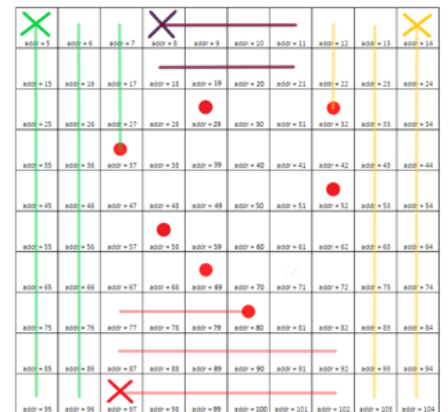 addr = 5 addr = 6 addr = 7 addr = 8 addr = 9 addr = 10 addr = 11 addr = 12 addr = 13 addr = 14
addr = 15 addr = 16 addr = 17 addr = 18 addr = 19 addr = 20 addr = 21 addr = 22 addr = 23 addr = 24
addr = 25 addr = 26 addr = 27 addr = 28 addr = 29 addr = 30 addr = 31 addr = 32 addr = 33 addr = 34
addr = 35 addr = 36 addr = 37 addr = 38 addr = 39 addr = 40 addr = 41 addr = 42 addr = 43 addr = 44
addr = 45 addr = 46 addr = 47 addr = 48 addr = 49 addr = 50 addr = 51 addr = 52 addr = 53 addr = 54
addr = 55 addr = 56 addr = 57 addr = 58 addr = 59 addr = 60 addr = 61 addr = 62 addr = 63 addr = 64
addr = 65 addr = 66 addr = 67 addr = 68 addr = 69 addr = 70 addr = 71 addr = 72 addr = 73 addr = 74
addr = 75 addr = 76 addr = 77 addr = 78 addr = 79 addr = 80 addr = 81 addr = 82 addr = 83 addr = 84
addr = 85 addr = 86 addr = 87 addr = 88 addr = 89 addr = 90 addr = 91 addr = 92 addr = 93 addr = 94
addr = 95 addr = 96 addr = 97 addr = 98 addr = 99 addr = 100 addr = 101 addr = 102 addr = 103 addr = 104